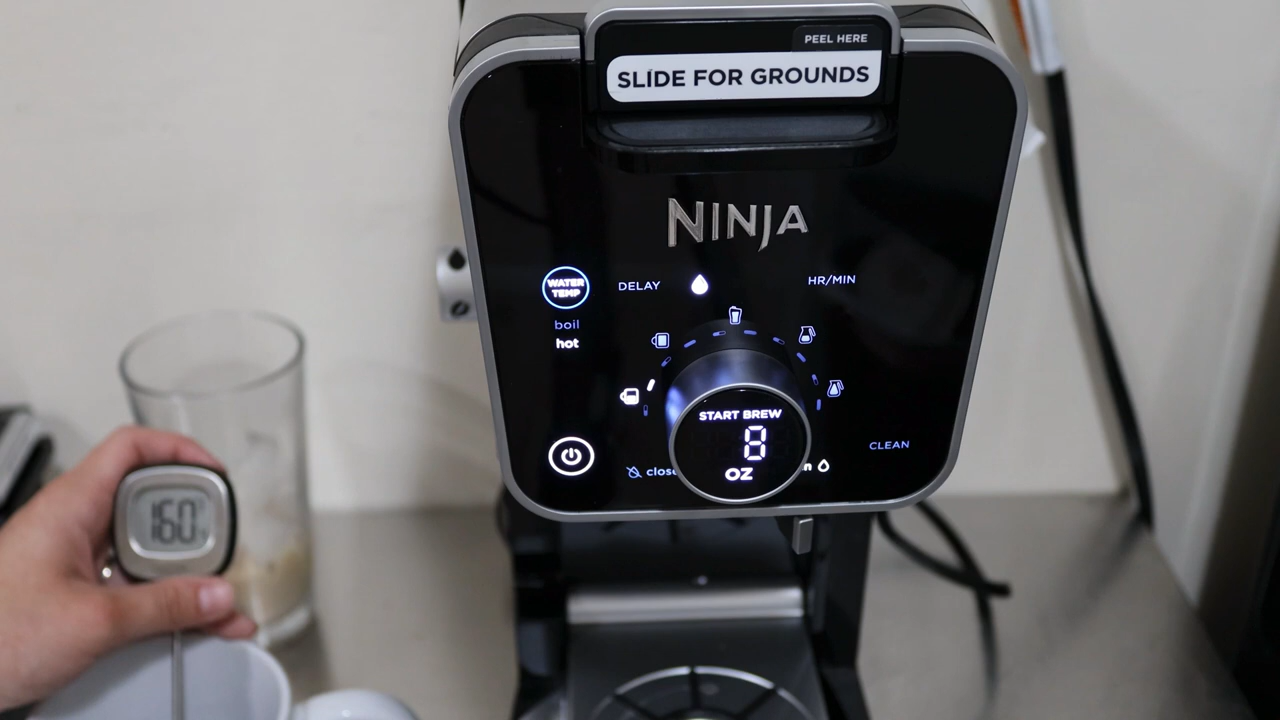 PEEL HERE
SLIDE FOR GROUNDS
NINJA
WATER
TEMP
DELAY
HR/MIN
boil
hot
START BREW
8
OZ
CLEAN
close
n
160°